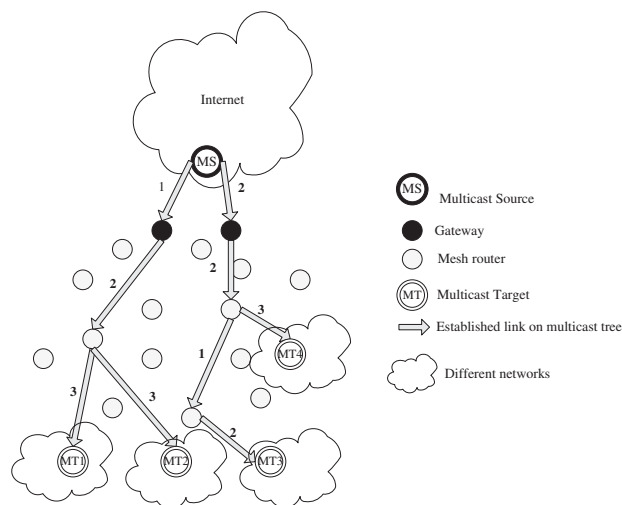 Internet
MS
1
2
2
2
3
1
MT4
3
3
2
MT1
MT2
MT3
MS
Multicast Source
Gateway
Mesh router
MT
Multicast Target
Established link on multicast tree
Different networks